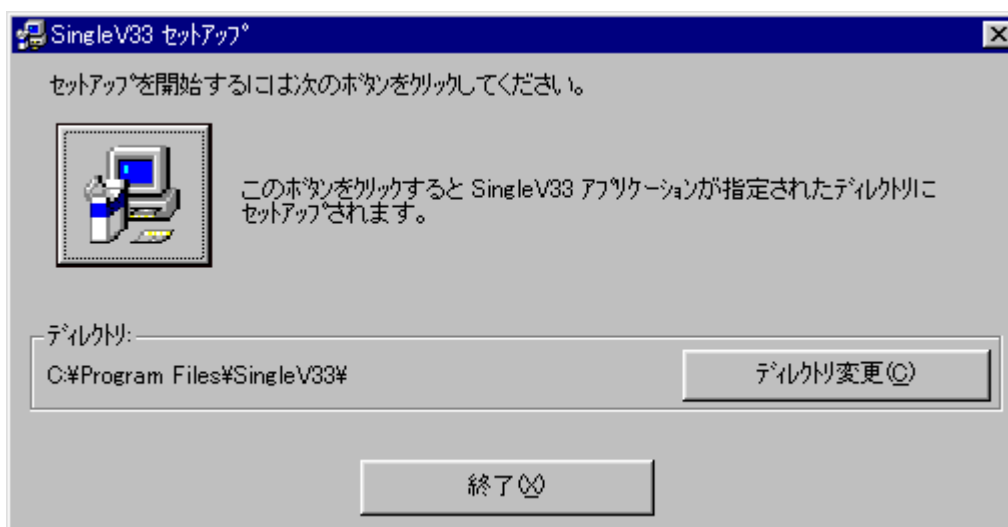 SingleV33 ｾｯﾄｱｯﾌﾟ
ｾｯﾄｱｯﾌﾟを開始するには次のﾎﾞﾀﾝをｸﾘｯｸしてください。
このﾎﾞﾀﾝをｸﾘｯｸすると SingleV33 ｱﾌﾟﾘｹｰｼｮﾝが指定されたﾃﾞｨﾚｸﾄﾘに
ｾｯﾄｱｯﾌﾟされます。
ﾃﾞｨﾚｸﾄﾘ:
C:¥Program Files¥SingleV33¥
ﾃﾞｨﾚｸﾄﾘ変更(C)
終了(X)